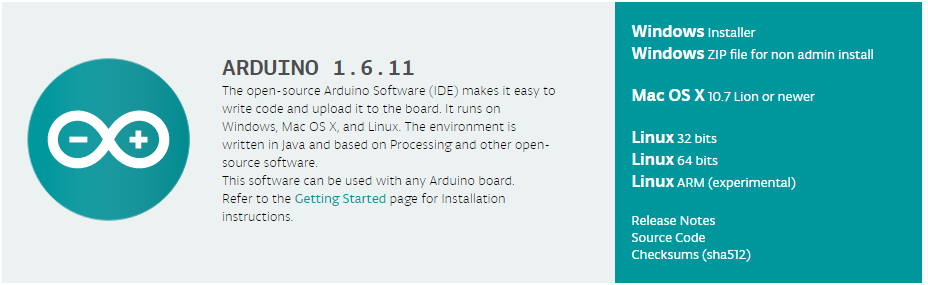 ARDUINO 1.6.11
The open-source Arduino Software (IDE) makes it easy to
write code and upload it to the board. It runs on
Windows, Mac OS X, and Linux. The environment is
written in Java and based on Processing and other open-
source software.
This software can be used with any Arduino board.
Refer to the Getting Started page for Installation
instructions.
Windows Installer
Windows ZIP file for non admin install
Mac OS X 10.7 Lion or newer
Linux 32 bits
Linux 64 bits
Linux ARM (experimental)
Release Notes
Source Code
Checksums (sha512)